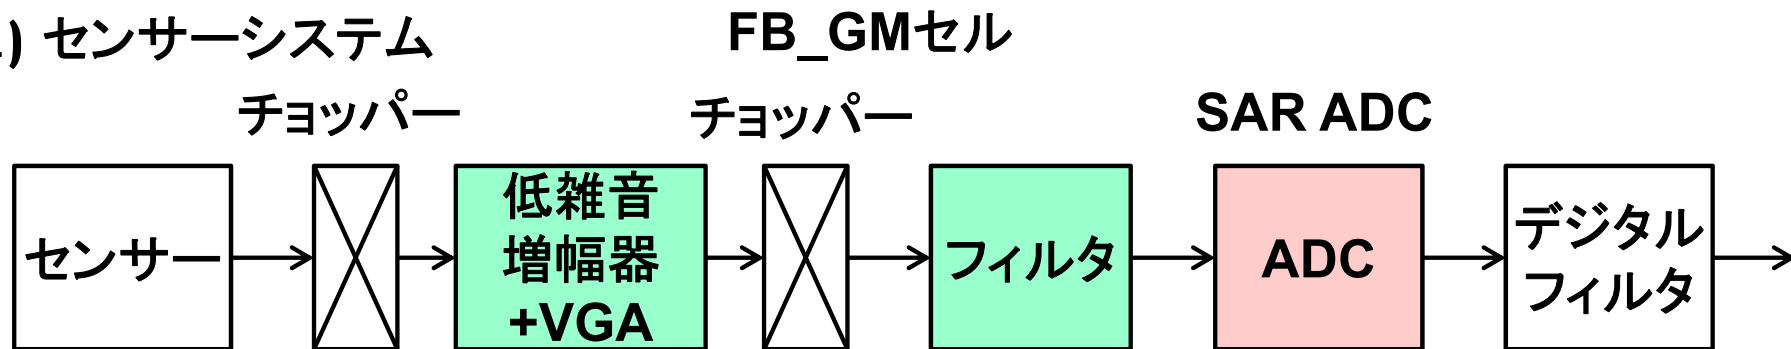 ) センサーシステム
FB_GMセル
チョッパー
チョッパー
SAR ADC
センサー
低雑音
増幅器
+VGA
フィルタ
ADC
デジタル
フィルタ